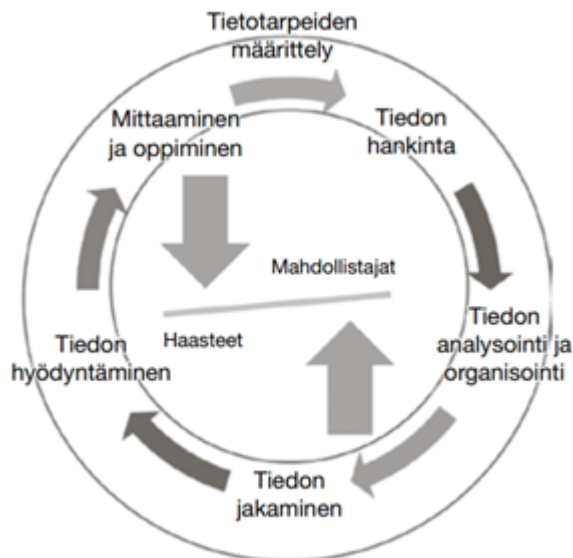 Tietotarpeiden
määrittely
Tiedon
hankinta
Tiedon
analysointi ja
organisointi
Tiedon
jakaminen
Tiedon
hyödyntäminen
Mittaaminen
ja oppiminen
Mahdollistajat
Haasteet